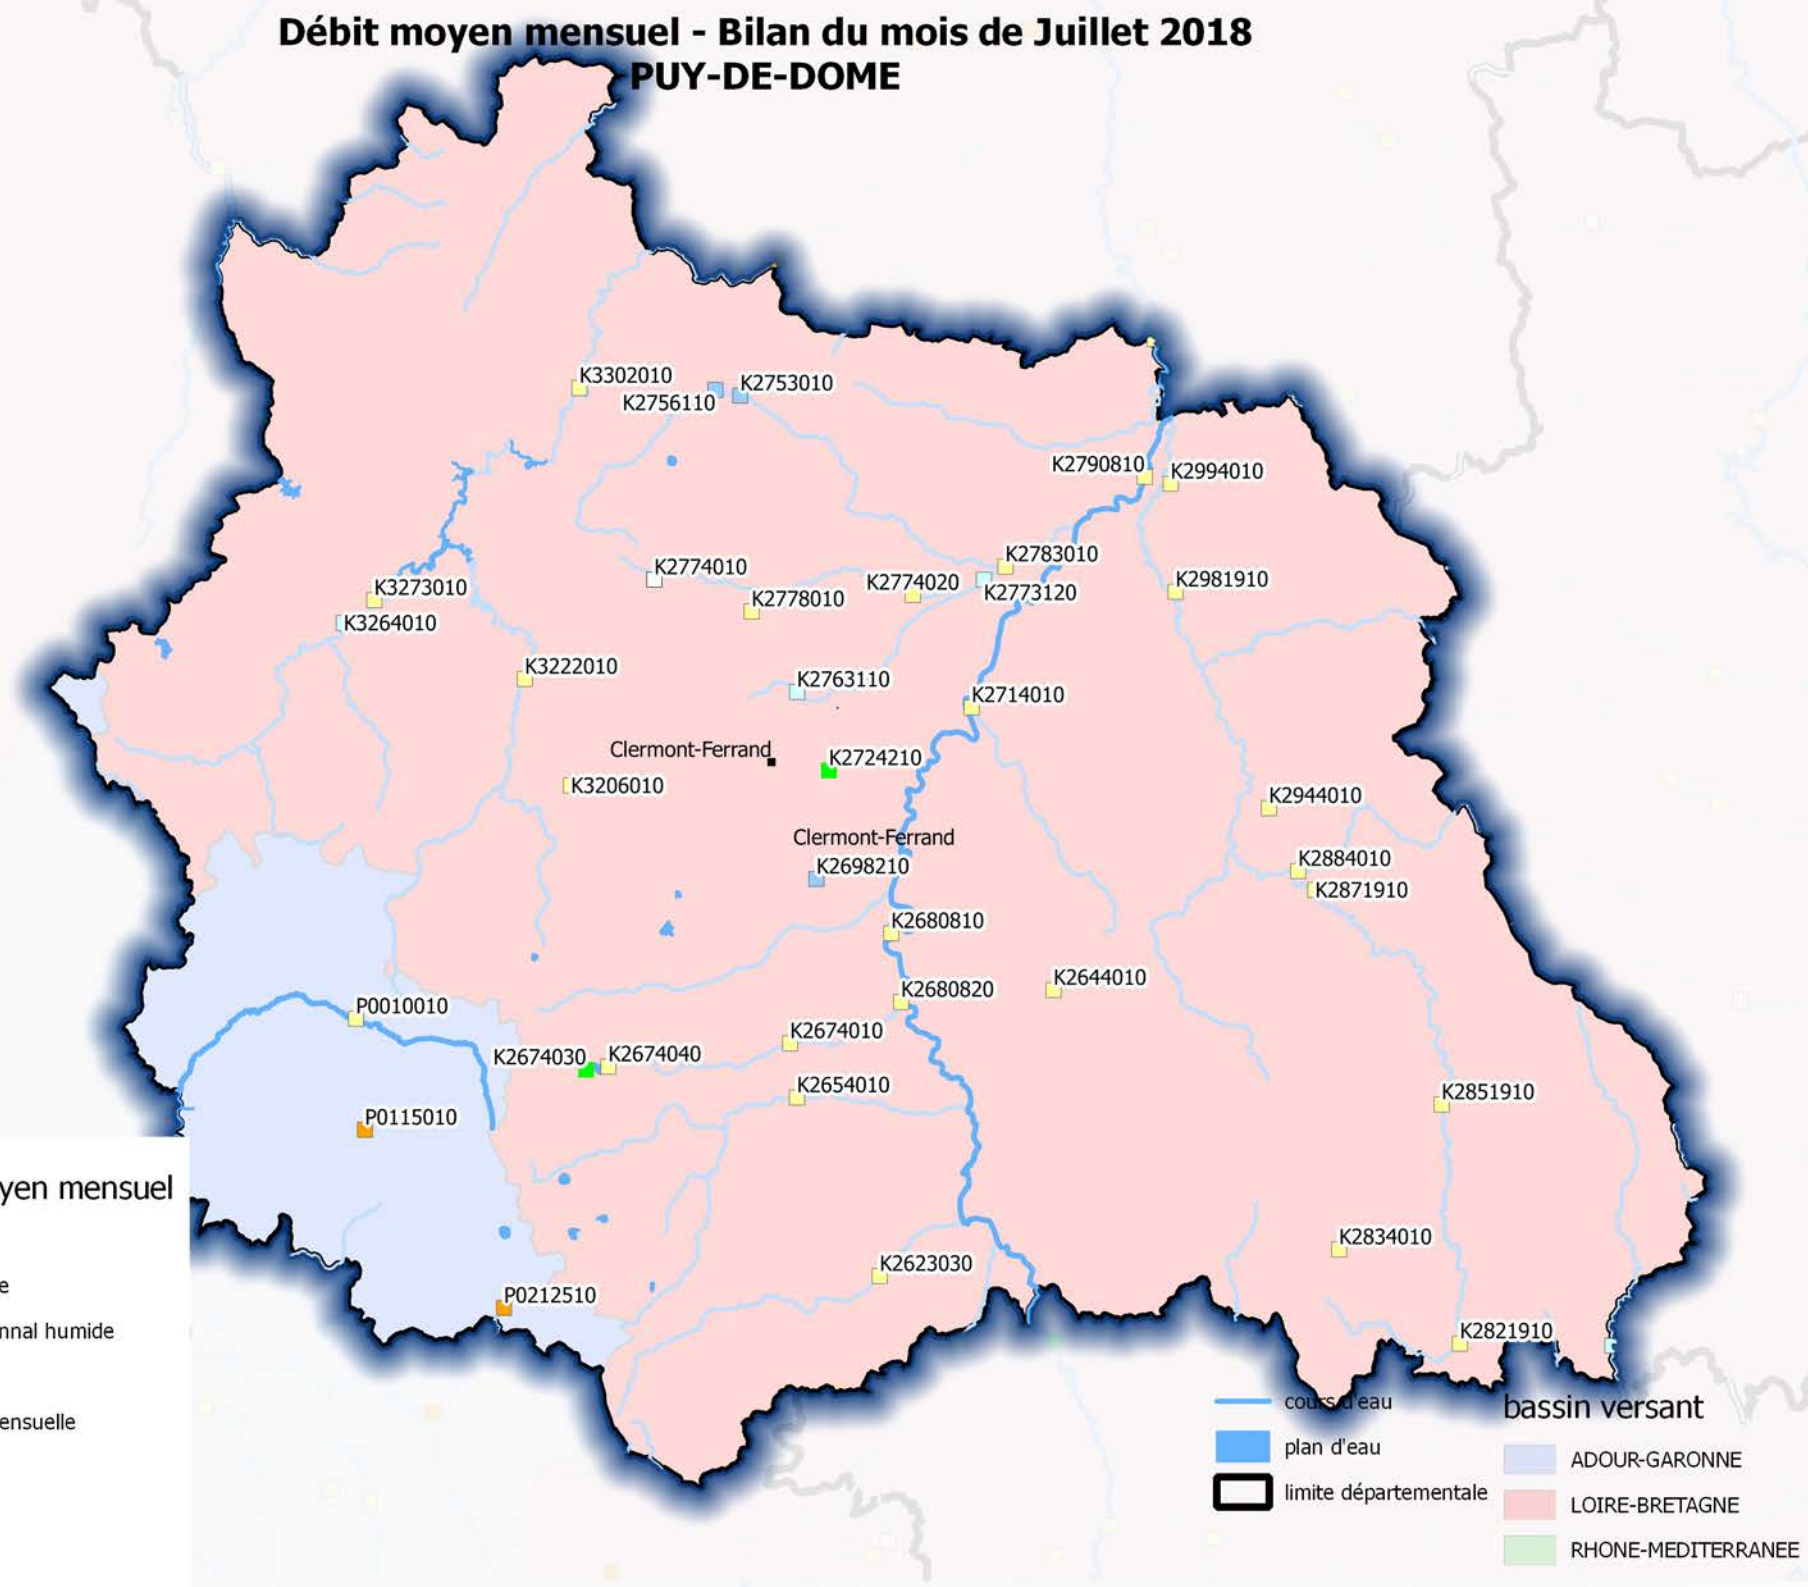 Débit moyen mensuel - Bilan du mois de Juillet 2018
PUY-DE-DOME
K3302010
K2756110
K2753010
K2790810
K2994010
K2783010
K2774010
K2774020
K2773120
K2981910
K2778010
K3273010
K3264010
K3222010
K2763110
K2714010
Clermont-Ferrand
K2724210
K3206010
K2944010
Clermont-Ferrand
K2698210
K2884010
K2871910
K2680810
K2644010
K2680820
P0010010
K2674010
K2674030
K2674040
K2654010
K2851910
P0115010
yen mensuel
K2834010
K2623030
e
P0212510
nnal humide
K2821910
ensuelle
cours d'eau
plan d'eau
limite départementale
bassin versant
ADOUR-GARONNE
LOIRE-BRETAGNE
RHONE-MEDITERRANEE